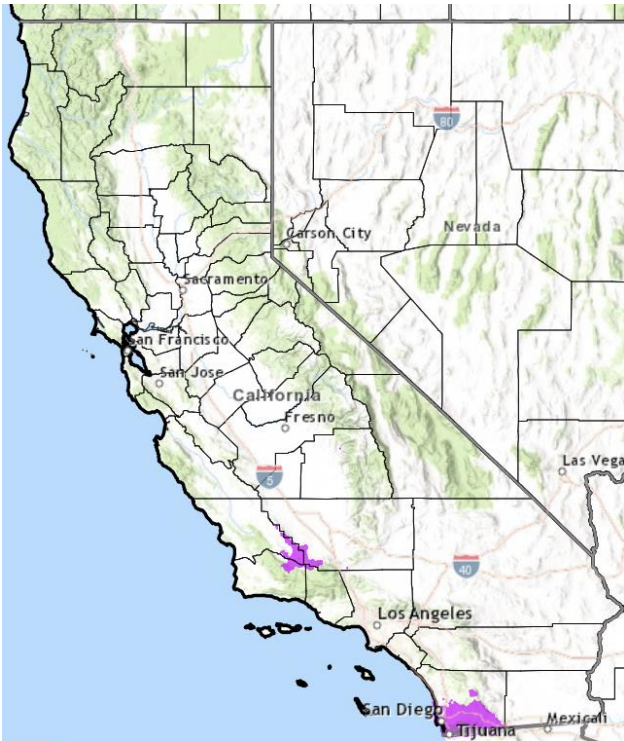 80
Carson City
Nevada
Sacramento
San Francisco
San Jose
California
Fresno
Las Vega
5
40
Los Angeles
San Diego
Mexicali
Tijuana